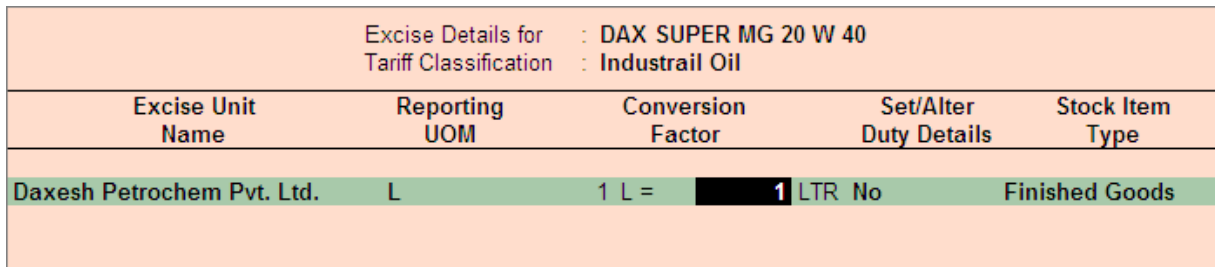 Excise Details for : DAX SUPER MG 20 W 40
Tariff Classification : Industrail Oil
Excise Unit Reporting Conversion Set/Alter Stock Item
Name UOM Factor Duty Details Type
Daxesh Petrochem Pvt. Ltd. L 1 L = 1 LTR No Finished Goods